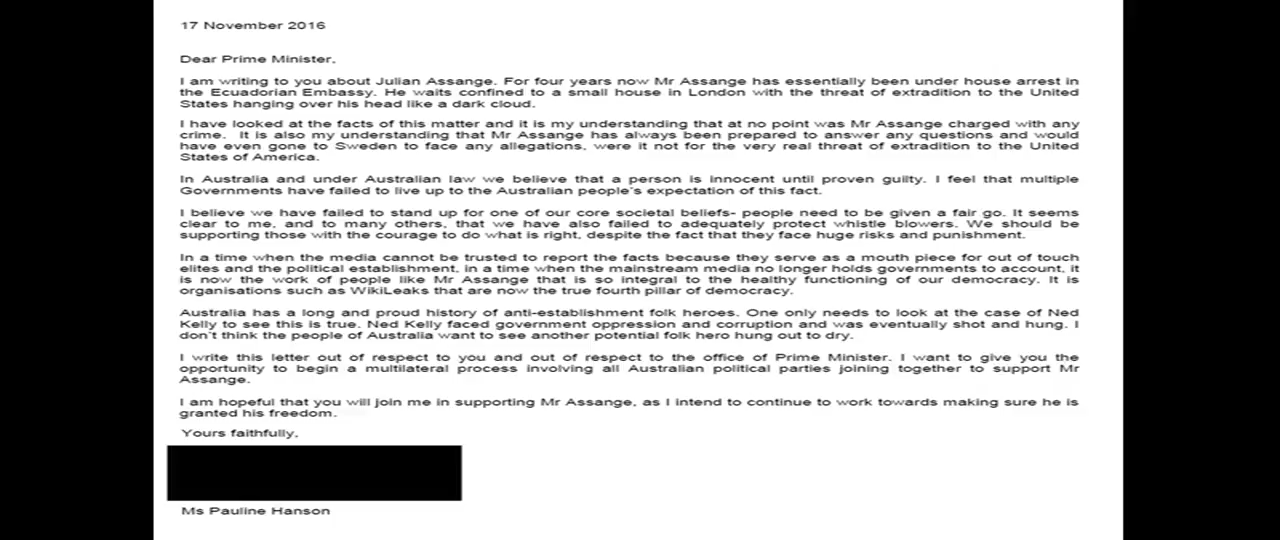 17 November 2016
Dear Prime Minister,
I am writing to you about Julian Assange. For four years now Mr Assange has essentially been under house arrest in
the Ecuadorian Embassy. He waits confined to a small house in London with the threat of extradition to the United
States hanging over his head like a dark cloud.
I have looked at the facts of this matter and it is my understanding that at no point was Mr Assange charged with any
crime. It is also my understanding that Mr Assange has always been prepared to answer any questions and would
have even gone to Sweden to face any allegations, were it not for the very real threat of extradition to the United
States of America.
In Australia and under Australian law we believe that a person is innocent until proven guilty. I feel that multiple
Governments have failed to live up to the Australian people's expectation of this fact.
I believe we have failed to stand up for one of our core societal beliefs- people need to be given a fair go. It seems
clear to me, and to many others, that we have also failed to adequately protect whistle blowers. We should be
supporting those with the courage to do what is right, despite the fact that they face huge risks and punishment.
In a time when the media cannot be trusted to report the facts because they serve as a mouth piece for out of touch
elites and the political establishment, in a time when the mainstream media no longer holds governments to account, it
is now the work of people like Mr Assange that is so integral to the healthy functioning of our democracy. It is
organisations such as WikiLeaks that are now the true fourth pillar of democracy.
Australia has a long and proud history of anti-establishment folk heroes. One only needs to look at the case of Ned
Kelly to see this is true. Ned Kelly faced government oppression and corruption and was eventually shot and hung. I
don't think the people of Australia want to see another potential folk hero hung out to dry.
I write this letter out of respect to you and out of respect to the office of Prime Minister. I want to give you the
opportunity to begin a multilateral process involving all Australian political parties joining together to support Mr
Assange.
I am hopeful that you will join me in supporting Mr Assange, as I intend to continue to work towards making sure he is
granted his freedom.
Yours faithfully,
Ms Pauline Hanson